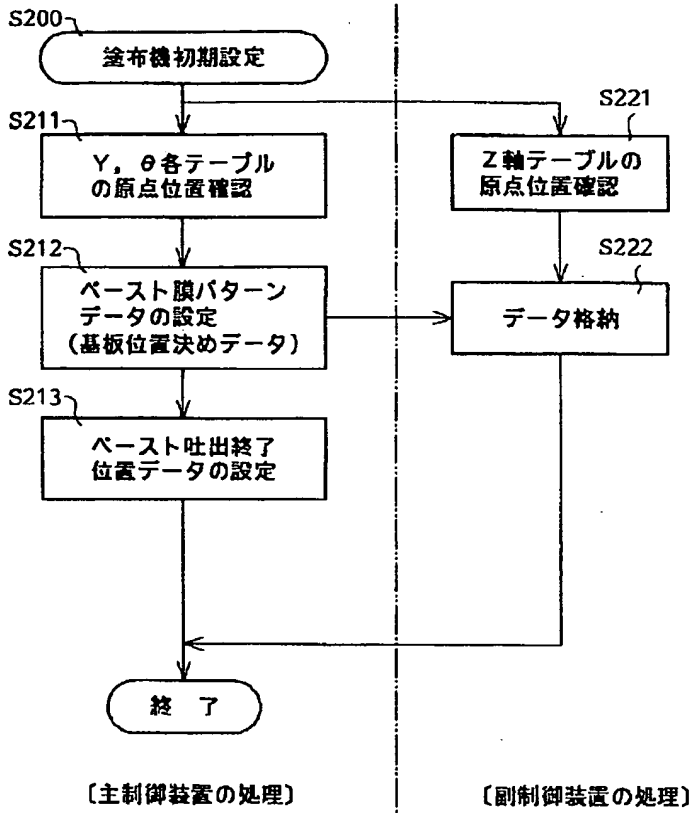 S200
塗布機初期設定
S211
Y，θ各テーブル
の原点位置確認
S221
Z軸テーブルの
原点位置確認
S212
ペースト膜パターン
データの設定
（基板位置決めデータ）
S222
データ格納
S213
ペースト吐出終了
位置データの設定
終　了
〔主制御装置の処理〕
〔副制御装置の処理〕